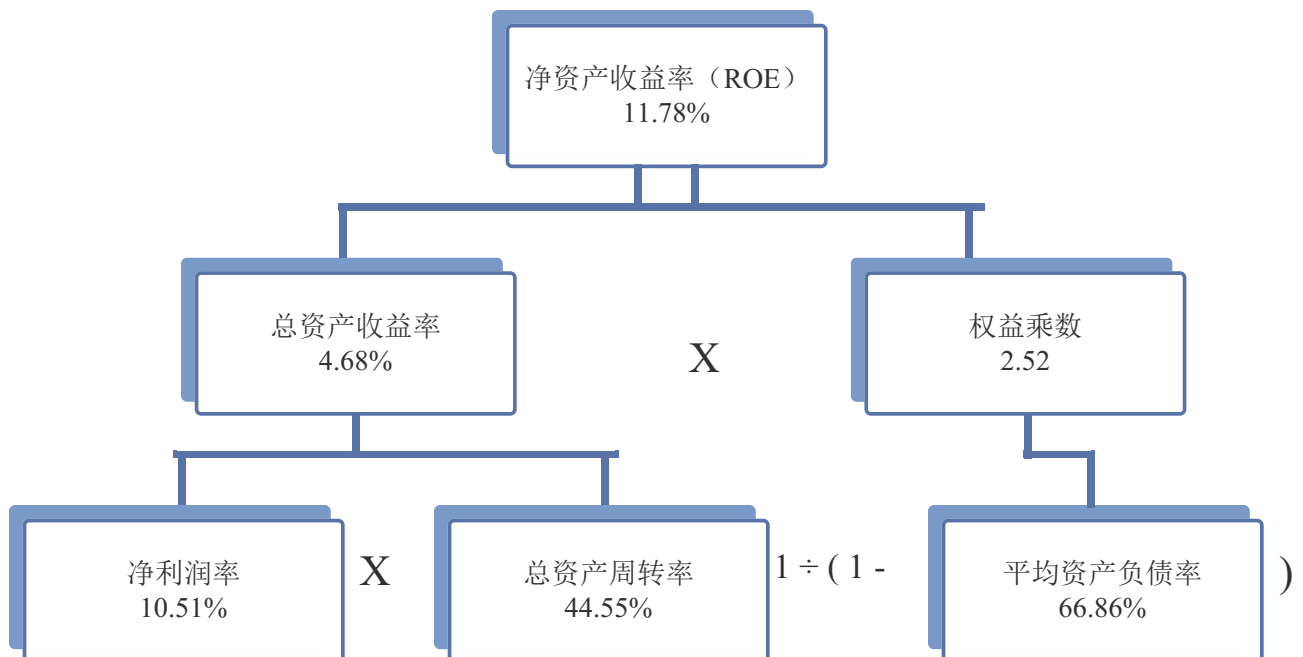 净资产收益率（ROE）
11.78%
总资产收益率
4.68%
X
权益乘数
2.52
净利润率
10.51%
X
总资产周转率
44.55%
1 ÷ ( 1 -
平均资产负债率
66.86%
)